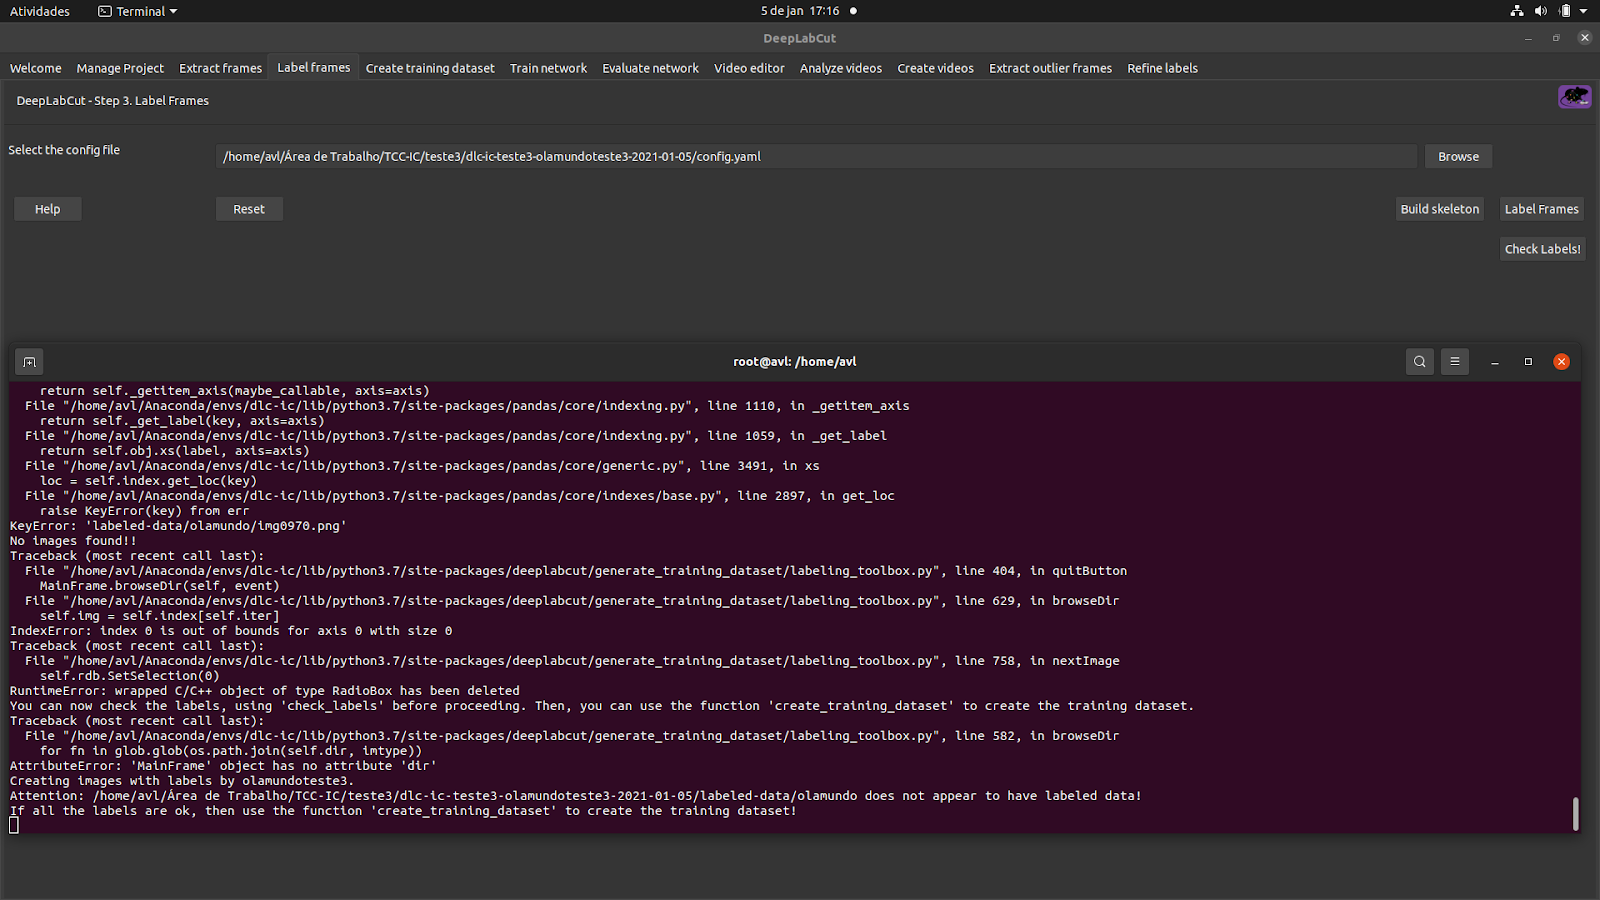 Atividades Terminal 5 de jan 17:16
DeepLabCut
Welcome Manage Project Extract frames Label frames Create training dataset Train network Evaluate network Video editor Analyze videos Create videos Extract outlier frames Refine labels
DeepLabCut - Step 3. Label Frames
Select the config file /home/avl/Área de Trabalho/TCC-IC/teste3/dlc-ic-teste3-olamundoteste3-2021-01-05/config.yaml Browse
Help Reset Build skeleton Label Frames
Check Labels!
root@avl: /home/avl
return self._getitem_axis(maybe_callable, axis=axis)
File "/home/avl/Anaconda/envs/dlc-ic/lib/python3.7/site-packages/pandas/core/indexing.py", line 1110, in _getitem_axis
return self._get_label(key, axis=axis)
File "/home/avl/Anaconda/envs/dlc-ic/lib/python3.7/site-packages/pandas/core/indexing.py", line 1059, in _get_label
return self.obj.xs(label, axis=axis)
File "/home/avl/Anaconda/envs/dlc-ic/lib/python3.7/site-packages/pandas/core/generic.py", line 3491, in xs
loc = self.index.get_loc(key)
File "/home/avl/Anaconda/envs/dlc-ic/lib/python3.7/site-packages/pandas/core/indexes/base.py", line 2897, in get_loc
raise KeyError(key) from err
KeyError: 'labeled-data/olamundo/img0970.png'
No images found!!
Traceback (most recent call last):
File "/home/avl/Anaconda/envs/dlc-ic/lib/python3.7/site-packages/deeplabcut/generate_training_dataset/labeling_toolbox.py", line 404, in quitButton
MainFrame.browseDir(self, event)
File "/home/avl/Anaconda/envs/dlc-ic/lib/python3.7/site-packages/deeplabcut/generate_training_dataset/labeling_toolbox.py", line 629, in browseDir
self.img = self.index[self.iter]
IndexError: index 0 is out of bounds for axis 0 with size 0
Traceback (most recent call last):
File "/home/avl/Anaconda/envs/dlc-ic/lib/python3.7/site-packages/deeplabcut/generate_training_dataset/labeling_toolbox.py", line 758, in nextImage
self.rdb.SetSelection(0)
RuntimeError: wrapped C/C++ object of type RadioBox has been deleted
You can now check the labels, using 'check_labels' before proceeding. Then, you can use the function 'create_training_dataset' to create the training dataset.
Traceback (most recent call last):
File "/home/avl/Anaconda/envs/dlc-ic/lib/python3.7/site-packages/deeplabcut/generate_training_dataset/labeling_toolbox.py", line 582, in browseDir
for fn in glob.glob(os.path.join(self.dir, imtype))
AttributeError: 'MainFrame' object has no attribute 'dir'
Creating images with labels by olamundoteste3.
Attention: /home/avl/Área de Trabalho/TCC-IC/teste3/dlc-ic-teste3-olamundoteste3-2021-01-05/labeled-data/olamundo does not appear to have labeled data!
If all the labels are ok, then use the function 'create_training_dataset' to create the training dataset!